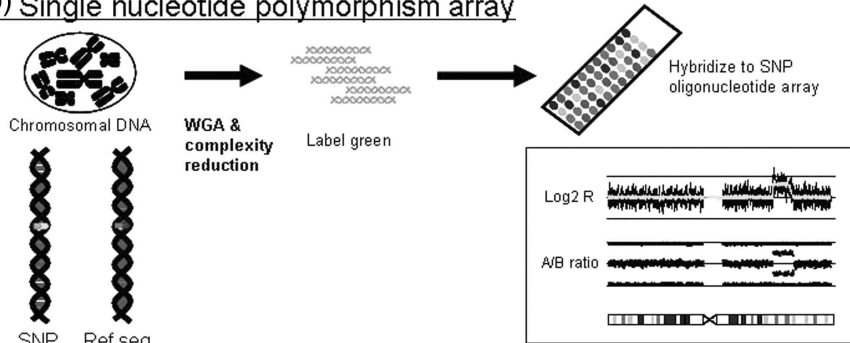 ) Single nucleotide polymorphism array
Chromosomal DNA
WGA &
complexity
reduction
Label green
Hybridize to SNP
oligonucleotide array
Log2 R
A/B ratio
SNP
Ref seq